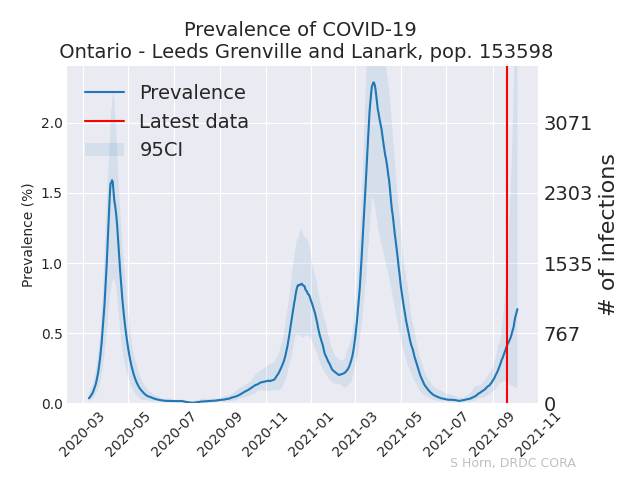 Prevalence of COVID-19
Ontario - Leeds Grenville and Lanark, pop. 153598
Prevalence
Latest data
95CI
Prevalence (%)
2.0
1.5
1.0
0.5
0.0
3071
2303
1535
767
0
# of infections
2020-03
2020-05
2020-07
2020-09
2020-11
2021-01
2021-03
2021-05
2021-07
2021-09
2021-11
S Horn, DRDC CORA